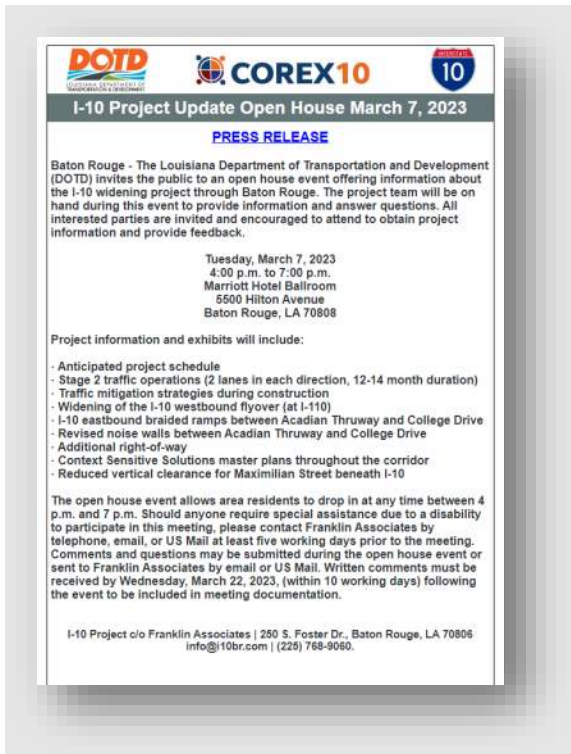 DOTD
LOUISIANA DEPARTMENT OF
TRANSPORTATION & DEVELOPMENT
COREX10
INTERSTATE
10
I-10 Project Update Open House March 7, 2023
PRESS RELEASE
Baton Rouge - The Louisiana Department of Transportation and Development
(DOTD) invites the public to an open house event offering information about
the I-10 widening project through Baton Rouge. The project team will be on
hand during this event to provide information and answer questions. All
interested parties are invited and encouraged to attend to obtain project
information and provide feedback.
Tuesday, March 7, 2023
4:00 p.m. to 7:00 p.m.
Marriott Hotel Ballroom
5500 Hilton Avenue
Baton Rouge, LA 70808
Project information and exhibits will include:
· Anticipated project schedule
· Stage 2 traffic operations (2 lanes in each direction, 12-14 month duration)
· Traffic mitigation strategies during construction
· Widening of the I-10 westbound flyover (at I-110)
· I-10 eastbound braided ramps between Acadian Thruway and College Drive
· Revised noise walls between Acadian Thruway and College Drive
· Additional right-of-way
· Context Sensitive Solutions master plans throughout the corridor
· Reduced vertical clearance for Maximilian Street beneath I-10
The open house event allows area residents to drop in at any time between 4
p.m. and 7 p.m. Should anyone require special assistance due to a disability
to participate in this meeting, please contact Franklin Associates by
telephone, email, or US Mail at least five working days prior to the meeting.
Comments and questions may be submitted during the open house event or
sent to Franklin Associates by email or US Mail. Written comments must be
received by Wednesday, March 22, 2023, (within 10 working days) following
the event to be included in meeting documentation.
I-10 Project c/o Franklin Associates | 250 S. Foster Dr., Baton Rouge, LA 70806
info@i10br.com | (225) 768-9060.